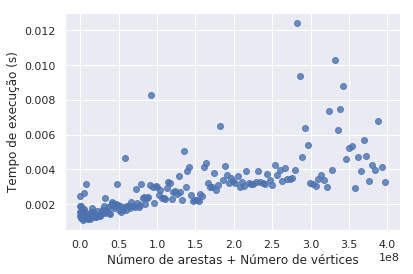 0.012
0.010
0.008
0.006
0.004
0.002
Tempo de execução (s)
0.0 0.5 1.0 1.5 2.0 2.5 3.0 3.5 4.0
1e8
Número de arestas + Número de vértices